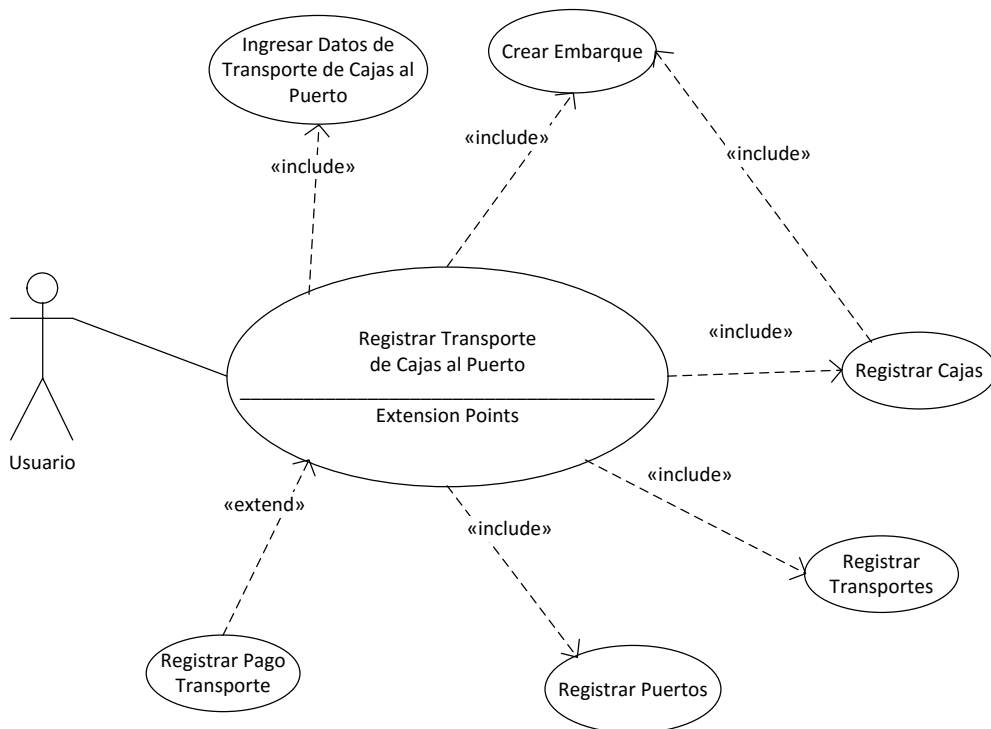 Ingresar Datos de
Transporte de Cajas al
Puerto
Crear Embarque
«include»
«include»
«include»
Registrar Transporte
de Cajas al Puerto
Extension Points
«include»
Registrar Cajas
Usuario
«extend»
«include»
«include»
Registrar
Transportes
Registrar Pago
Transporte
Registrar Puertos